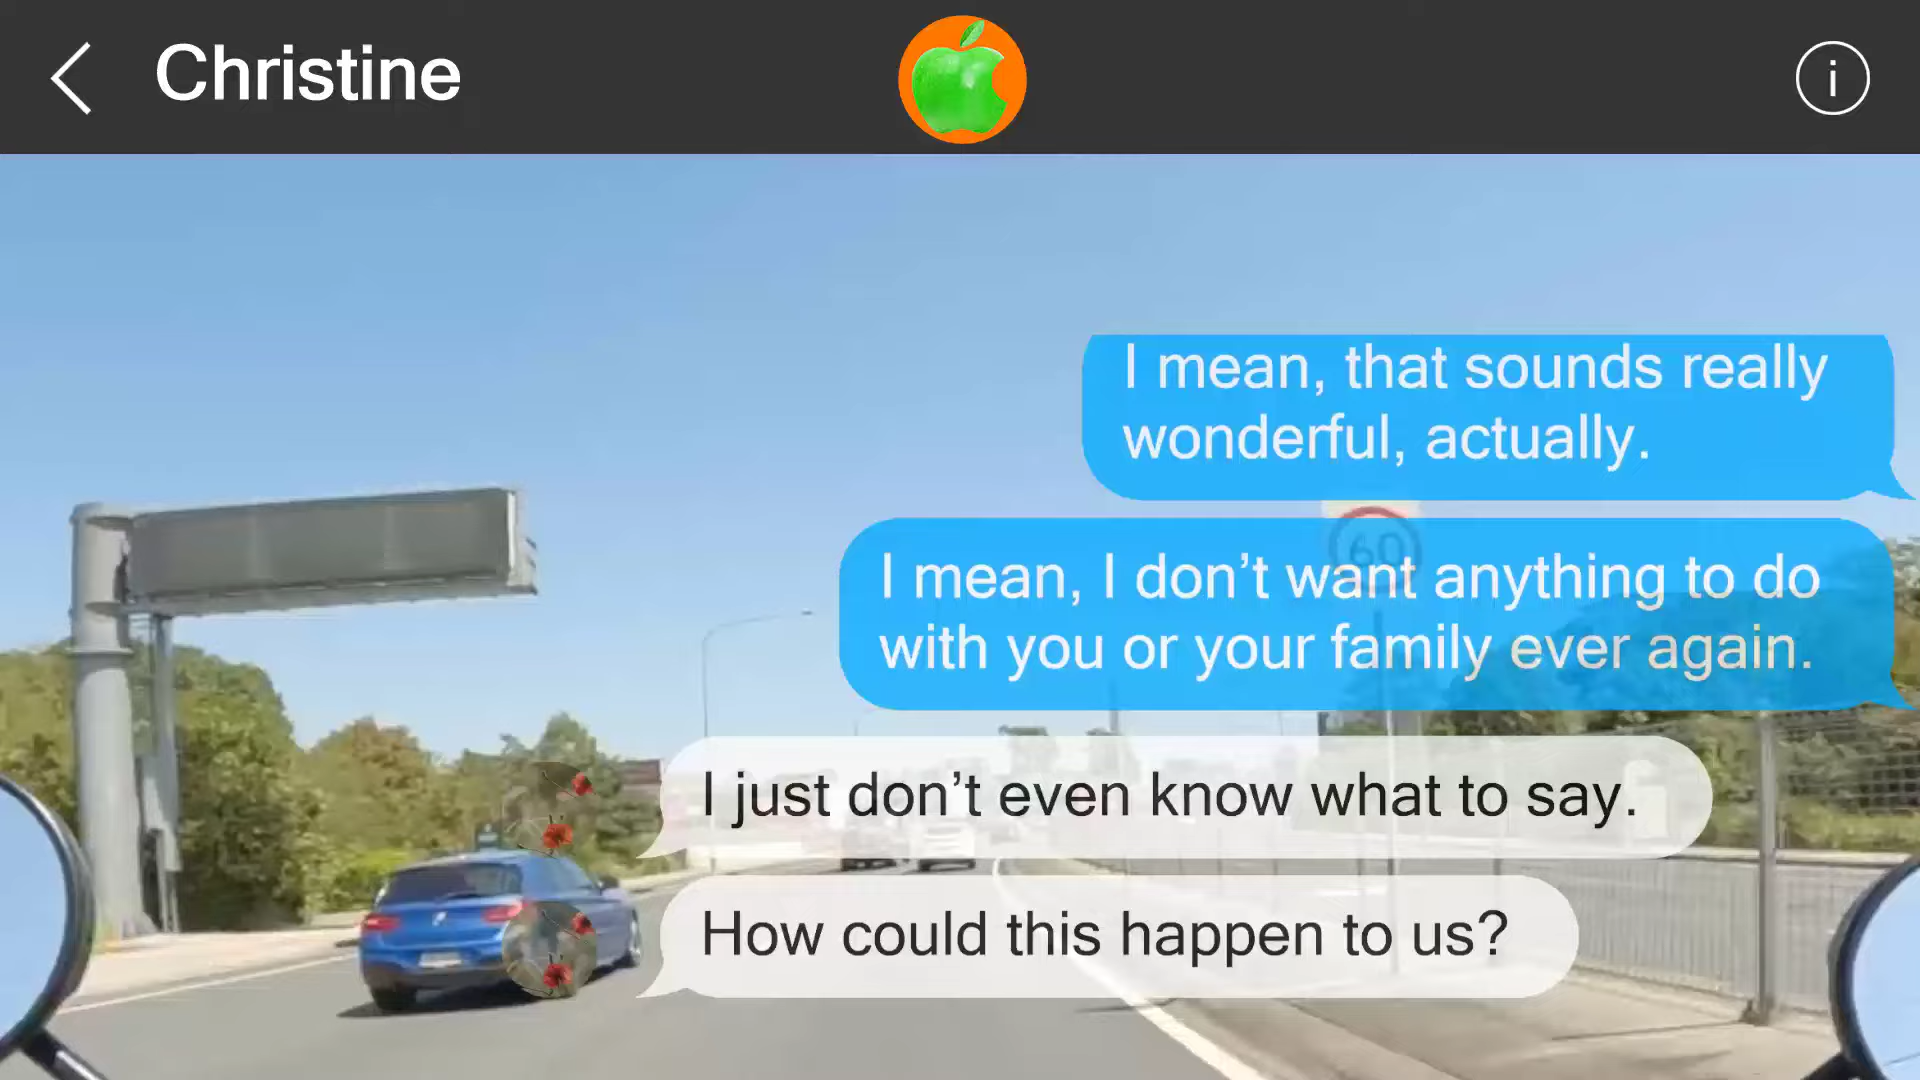 Christine
i
I mean, that sounds really
wonderful, actually.
60
I mean, I don’t want anything to do
with you or your family ever again.
I just don’t even know what to say.
How could this happen to us?